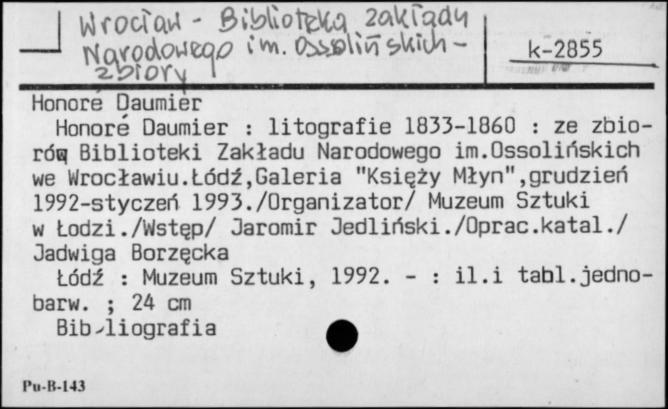 Wrocław - Biblioteka zakładu
Narodowego im. Ossolińskich -
zbiory
k-2855
Honoré Daumier
Honoré Daumier : litografie 1833-1860 : ze zbio-
rów Biblioteki Zakładu Narodowego im.Ossolińskich
we Wrocławiu.Łódź,Galeria "Księży Młyn",grudzień
1992-styczeń 1993./Organizator/ Muzeum Sztuki
w Łodzi./Wstęp/ Jaromir Jedliński./Oprac.katal./
Jadwiga Borzęcka
Łódź : Muzeum Sztuki, 1992. - : il.i tabl.jedno-
barw. ; 24 cm
Bibliografia
Pu-B-143